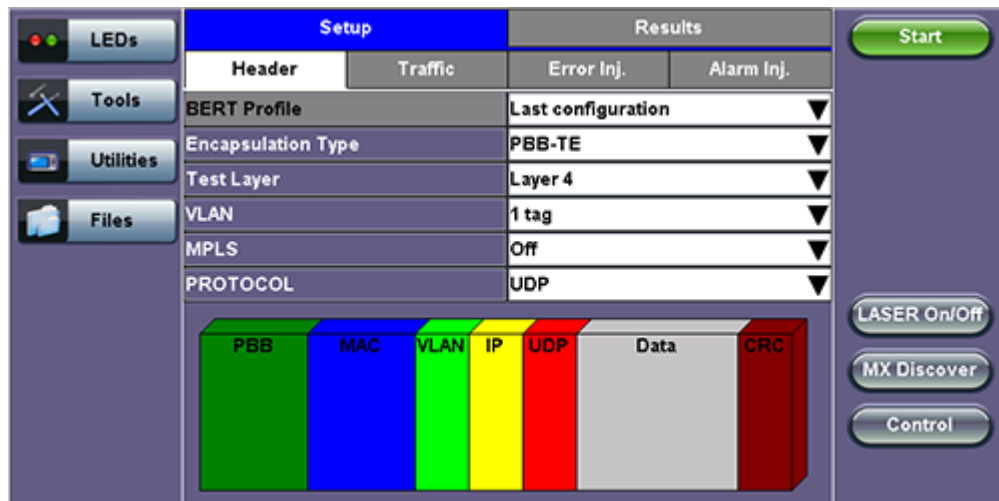 LEDs
Tools
Utilities
Files
Setup Results
Header Traffic Error Inj. Alarm Inj.
BERT Profile Last configuration
Encapsulation Type PBB-TE
Test Layer Layer 4
VLAN 1 tag
MPLS Off
PROTOCOL UDP
PBB MAC VLAN IP UDP Data CRC
Start
LASER On/Off
MX Discover
Control